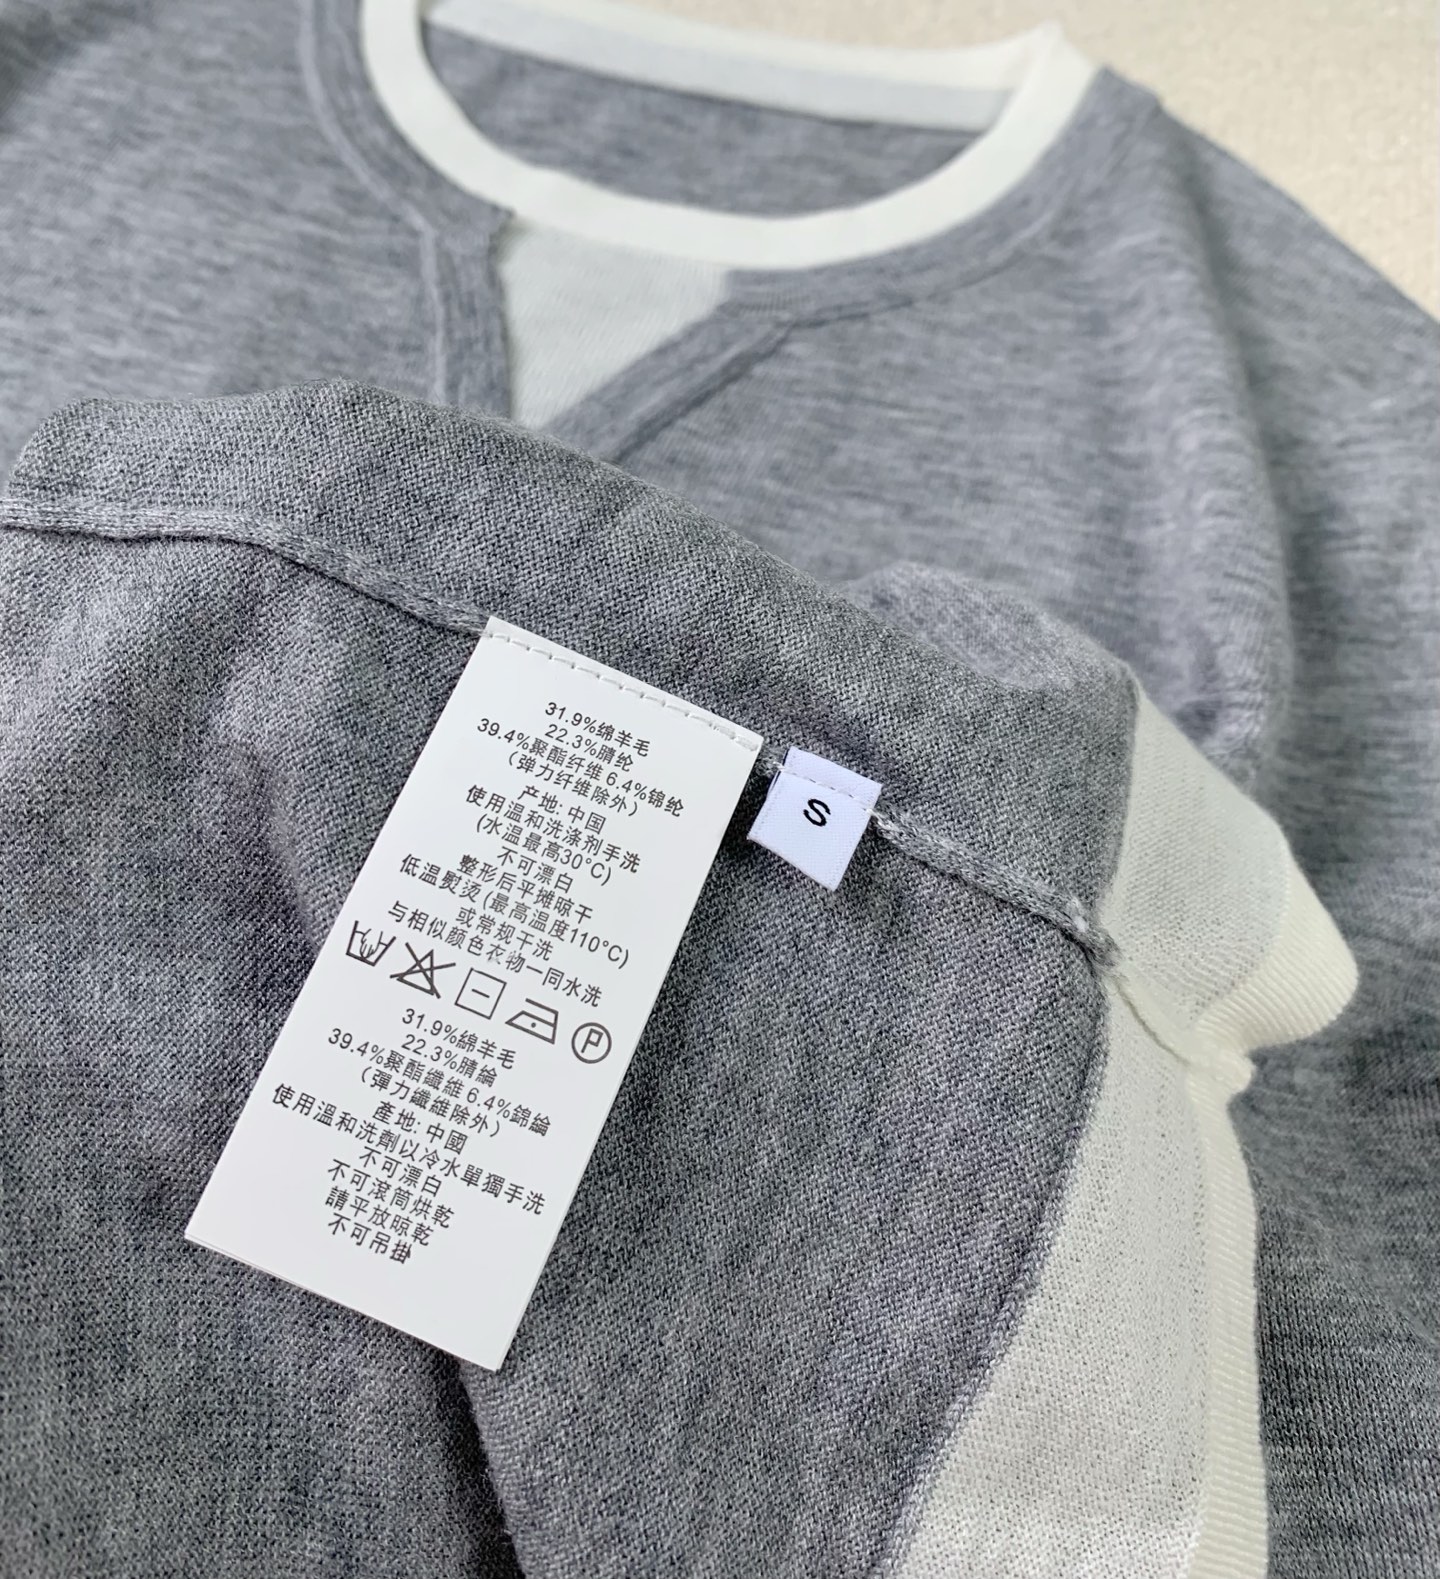 31.9%绵羊毛
22.3%腈纶
39.4%聚酯纤维 6.4%锦纶
（弹力纤维除外）
产地: 中国
使用温和洗涤剂手洗
(水温最高30°C)
不可漂白
整形后平摊晾干
低温熨烫(最高温度110°C)
或常规干洗
与相似颜色衣物一同水洗
P
31.9%綿羊毛
22.3%腈綸
39.4%聚酯纖維 6.4%錦綸
（彈力纖維除外）
產地: 中國
使用溫和洗劑以冷水單獨手洗
不可漂白
不可滾筒烘乾
請平放晾乾
不可吊掛
S